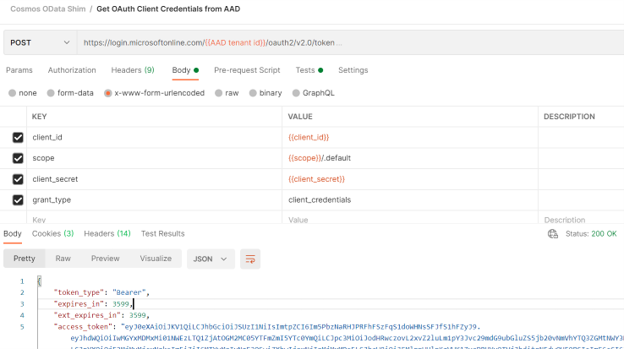 Cosmos OData Shim / Get OAuth Client Credentials from AAD
POST https://login.microsoftonline.com/{{AAD tenant id}}/oauth2/v2.0/token ...
Params Authorization Headers (9) Body Pre-request Script Tests Settings
none form-data x-www-form-urlencoded raw binary GraphQL
KEY VALUE DESCRIPTION
client_id {{client_id}}
scope {{scope}}/.default
client_secret {{client_secret}}
grant_type client_credentials
Key Value Description
Body Cookies (3) Headers (14) Test Results Status: 200 OK
Pretty Raw Preview Visualize JSON
1 {
2 "token_type": "Bearer",
3 "expires_in": 3599,
4 "ext_expires_in": 3599,
5 "access_token":